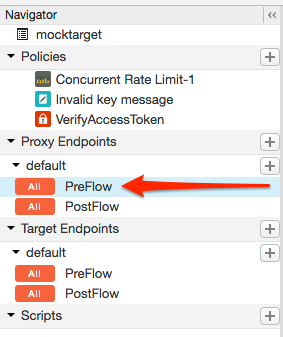 Navigator
mocktarget
Policies
Concurrent Rate Limit-1
Invalid key message
VerifyAccessToken
Proxy Endpoints
default
All PreFlow
All PostFlow
Target Endpoints
default
All PreFlow
All PostFlow
Scripts